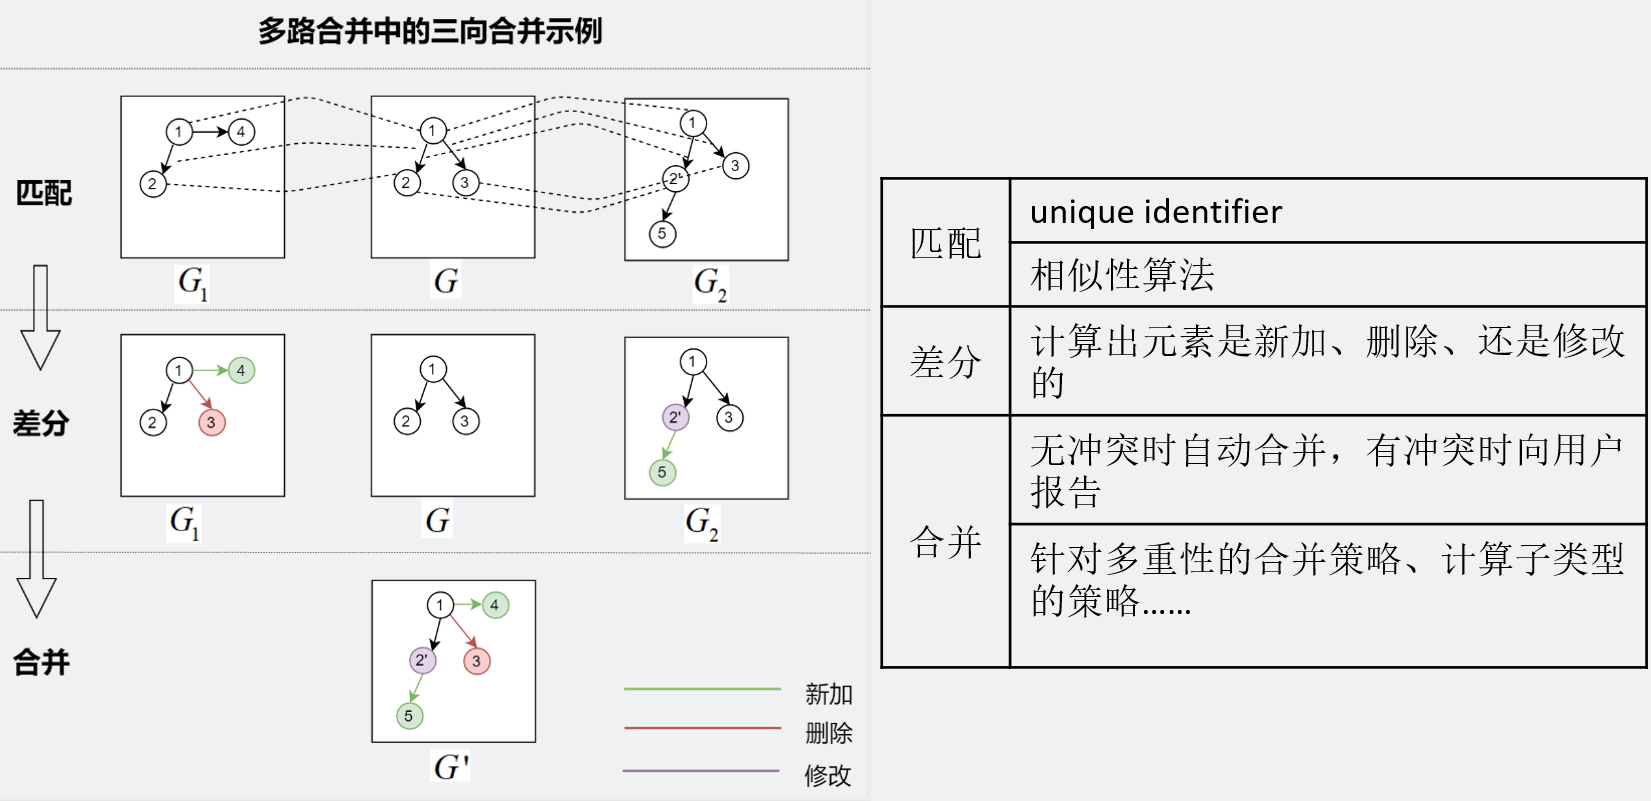 多路合并中的三向合并示例
匹配
1
4
2
G₁
1
2
3
G
1
2'
3
5
G₂
差分
1
4
2
3
G₁
1
2
3
G
1
2'
3
5
G₂
合并
1
4
2'
3
5
G'
新加
删除
修改
匹配
unique identifier
相似性算法
差分
计算出元素是新加、删除、还是修改
的
合并
无冲突时自动合并，有冲突时向用户
报告
针对多重性的合并策略、计算子类型
的策略......